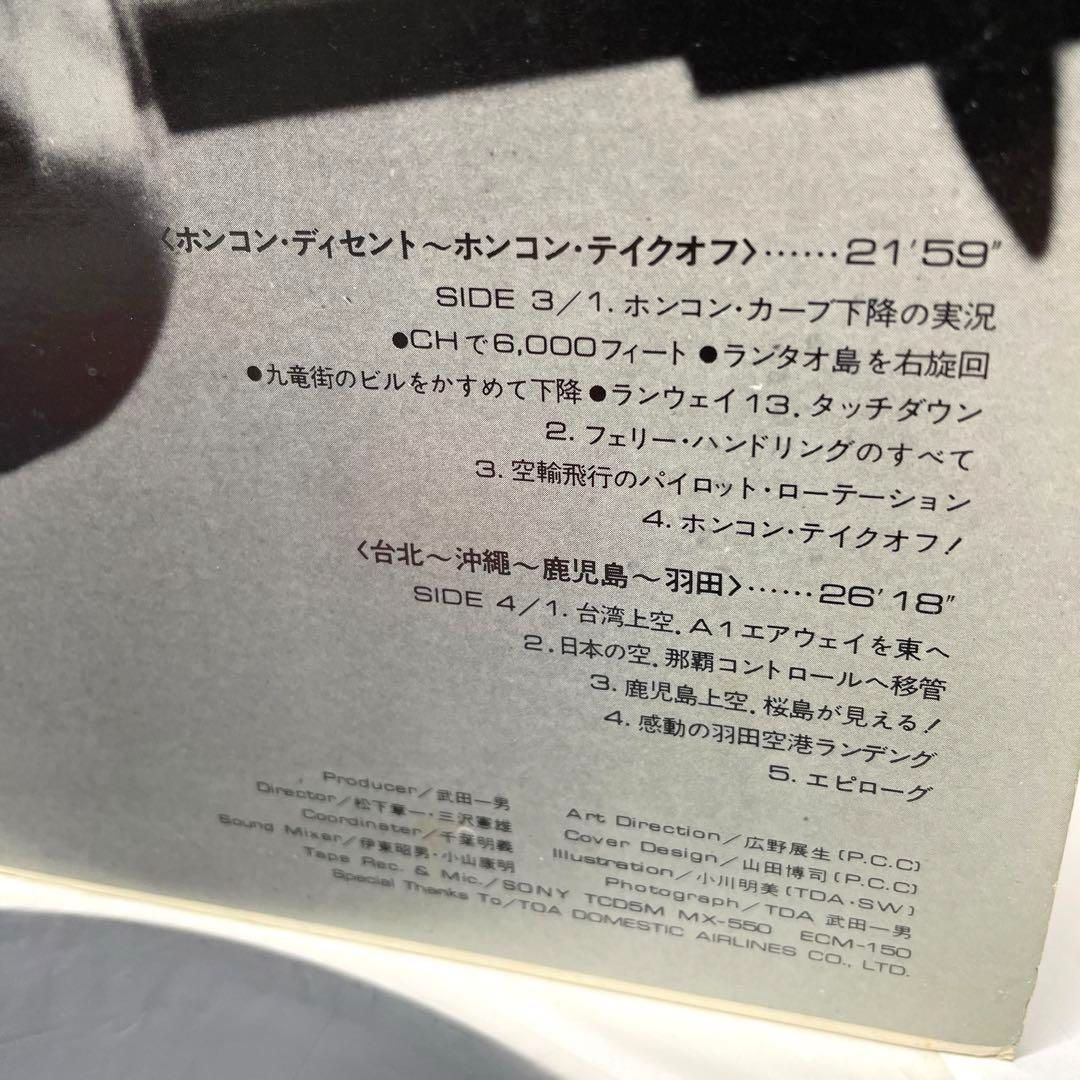 〈ホンコン・ディセント〜ホンコン・テイクオフ〉……21'59"
SIDE 3／1. ホンコン・カーブ下降の実況
●CHで6,000フィート ●ランタオ島を右旋回
●九竜街のビルをかすめて下降 ●ランウェイ13. タッチダウン
2. フェリー・ハンドリングのすべて
3. 空輸飛行のパイロット・ローテーション
4. ホンコン・テイクオフ！
〈台北〜沖縄〜鹿児島〜羽田〉……26'18"
SIDE 4／1. 台湾上空. A1エアウェイを東へ
2. 日本の空. 那覇コントロールへ移管
3. 鹿児島上空. 桜島が見える！
4. 感動の羽田空港ランデング
5. エピローグ
Producer／武田一男
Director／松下章一・三沢憲雄
Coordinater／千葉明義
Sound Mixer／伊東昭男・小山康明
Art Direction／広野展生(P.C.C)
Cover Design／山田博司(P.C.C)
Illustration／小川明美(TDA・SW)
Photograph／TDA 武田一男
Tape Rec. & Mic.／SONY TCD5M MX-550 ECM-150
Special Thanks To／TOA DOMESTIC AIRLINES CO., LTD.